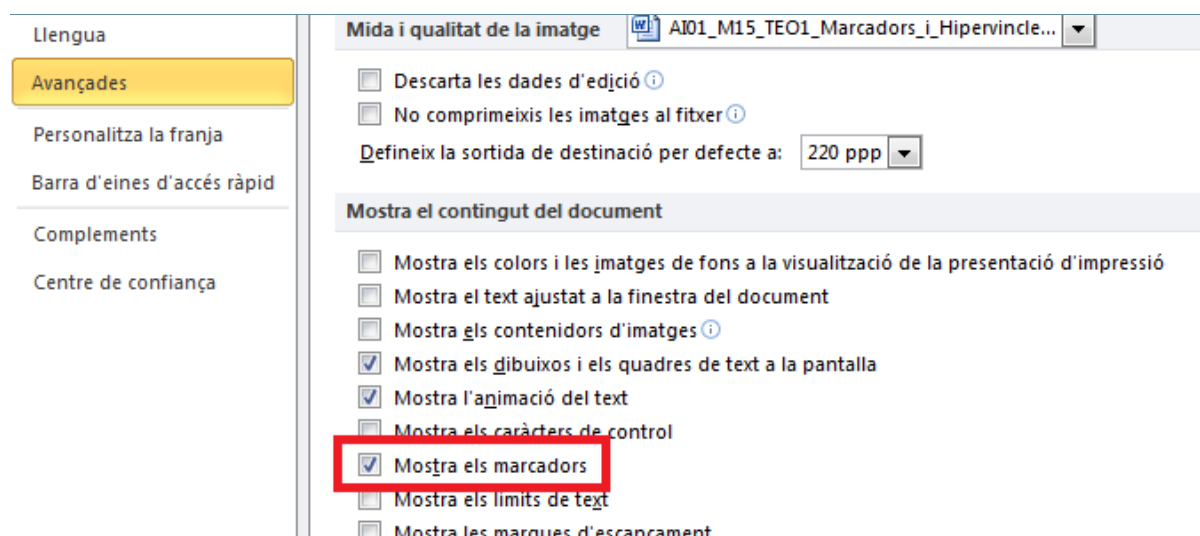 Llengua
Avançades
Personalitza la franja
Barra d'eines d'accés ràpid
Complements
Centre de confiança
Mida i qualitat de la imatge AI01_M15_TEO1_Marcadors_i_Hipervincle...
Descarta les dades d'edició
No comprimeixis les imatges al fitxer
Defineix la sortida de destinació per defecte a: 220 ppp
Mostra el contingut del document
Mostra els colors i les imatges de fons a la visualització de la presentació d'impressió
Mostra el text ajustat a la finestra del document
Mostra els contenidors d'imatges
Mostra els dibuixos i els quadres de text a la pantalla
Mostra l'animació del text
Mostra els caràcters de control
Mostra els marcadors
Mostra els límits de text
Mostra les marques d'escapçament